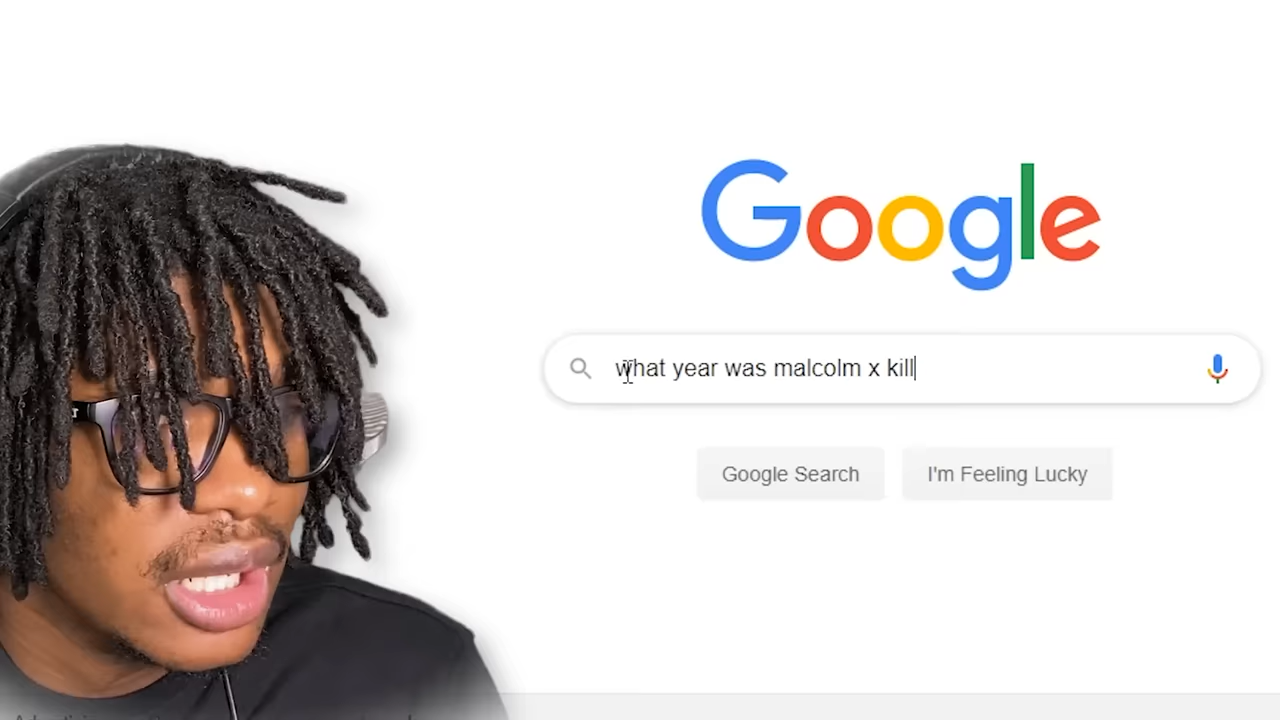 Google
what year was malcolm x kill
Google Search
I'm Feeling Lucky